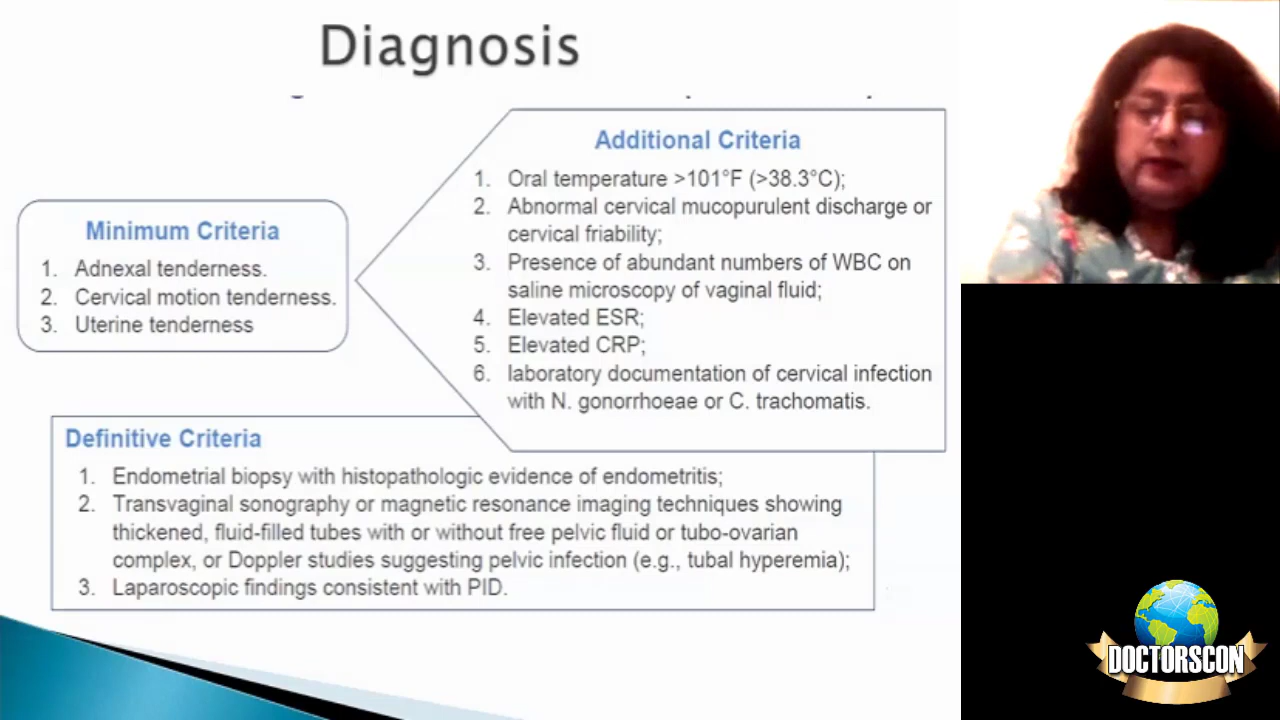 Diagnosis
Minimum Criteria
1. Adnexal tenderness.
2. Cervical motion tenderness.
3. Uterine tenderness
Additional Criteria
1. Oral temperature >101°F (>38.3°C);
2. Abnormal cervical mucopurulent discharge or
cervical friability;
3. Presence of abundant numbers of WBC on
saline microscopy of vaginal fluid;
4. Elevated ESR;
5. Elevated CRP;
6. laboratory documentation of cervical infection
with N. gonorrhoeae or C. trachomatis.
Definitive Criteria
1. Endometrial biopsy with histopathologic evidence of endometritis;
2. Transvaginal sonography or magnetic resonance imaging techniques showing
thickened, fluid-filled tubes with or without free pelvic fluid or tubo-ovarian
complex, or Doppler studies suggesting pelvic infection (e.g., tubal hyperemia);
3. Laparoscopic findings consistent with PID.
DOCTORSCON